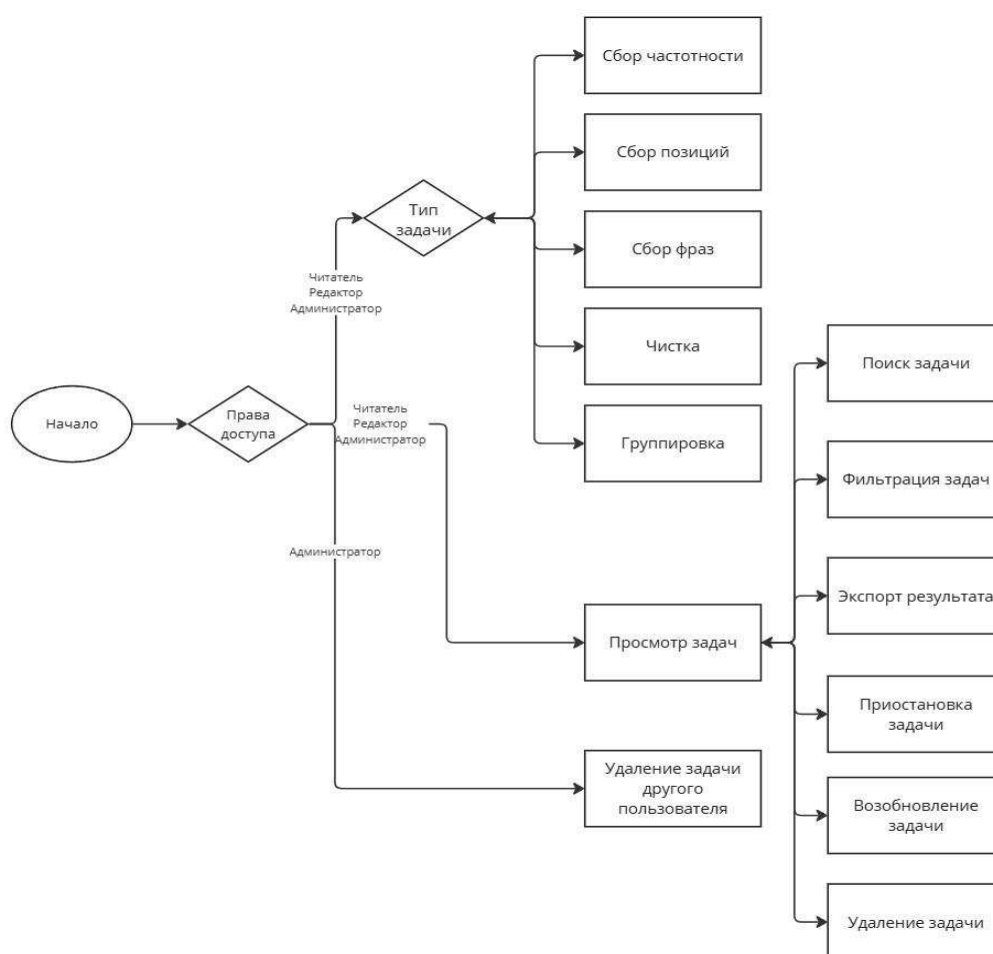 Сбор частотности
Сбор позиций
Тип
задачи
Сбор фраз
Читатель
Редактор
Администратор
Чистка
Поиск задачи
Начало
Права
доступа
Читатель
Редактор
Администратор
Группировка
Фильтрация задач
Администратор
Экспорт результата
Просмотр задач
Приостановка
задачи
Удаление задачи
другого
пользователя
Возобновление
задачи
Удаление задачи